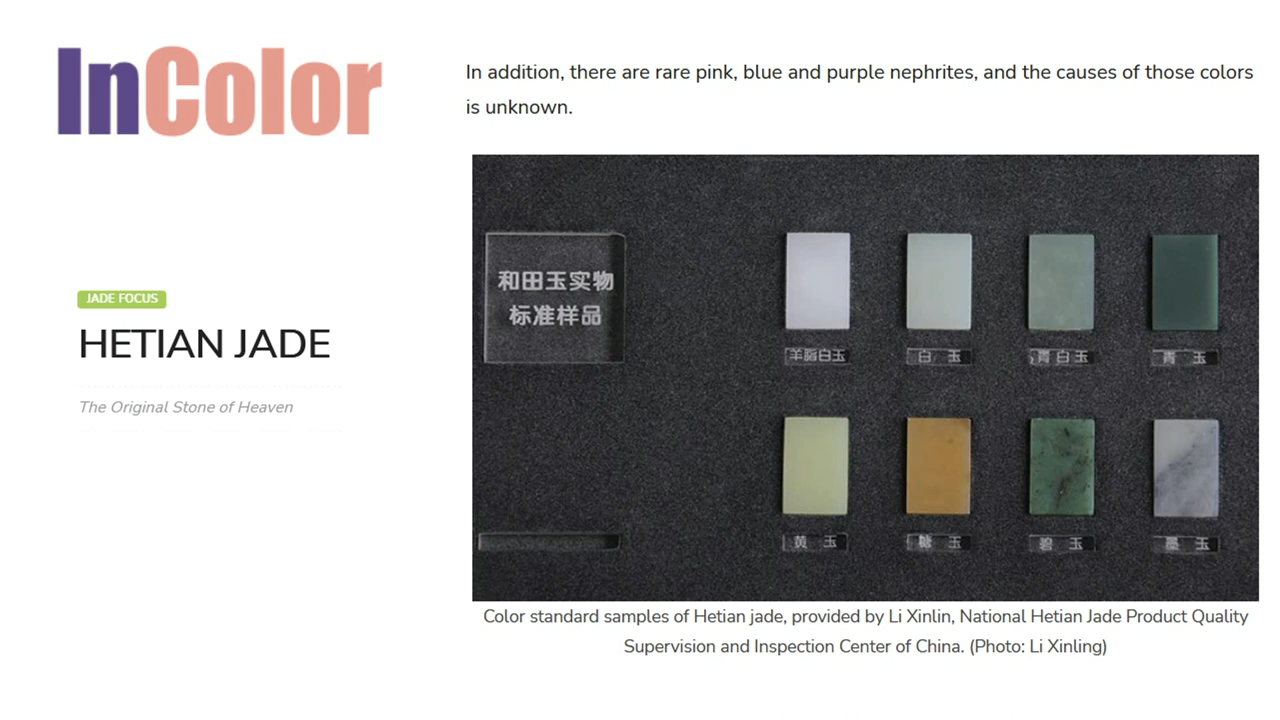 InColor
JADE FOCUS
HETIAN JADE
The Original Stone of Heaven
In addition, there are rare pink, blue and purple nephrites, and the causes of those colors
is unknown.
和田玉实物
标准样品
羊脂白玉
白 玉
青白玉
青 玉
黄 玉
糖 玉
碧 玉
墨 玉
Color standard samples of Hetian jade, provided by Li Xinlin, National Hetian Jade Product Quality
Supervision and Inspection Center of China. (Photo: Li Xinling)